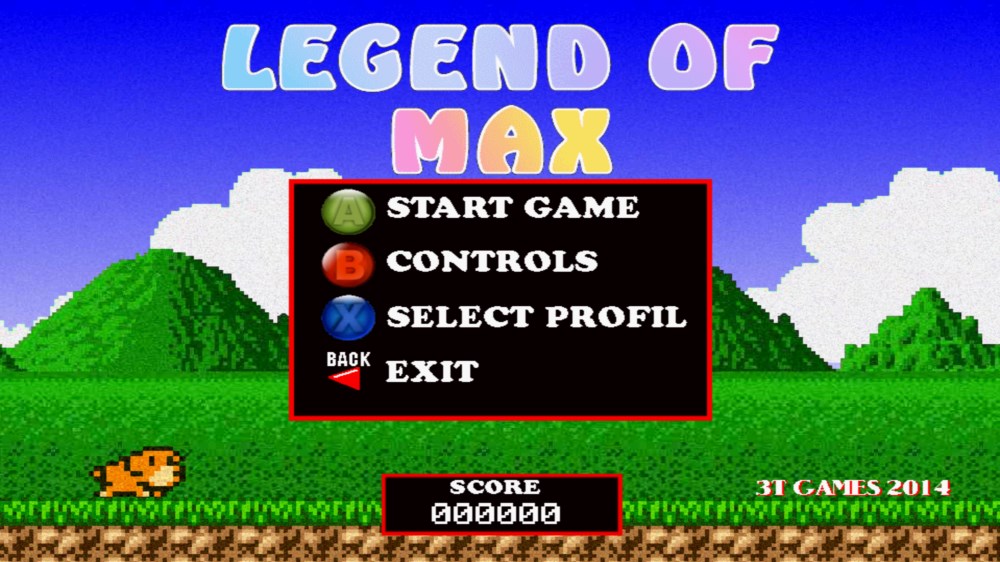 LEGEND OF
MAX
A START GAME
B CONTROLS
X SELECT PROFIL
BACK EXIT
SCORE
000000
3T GAMES 2014